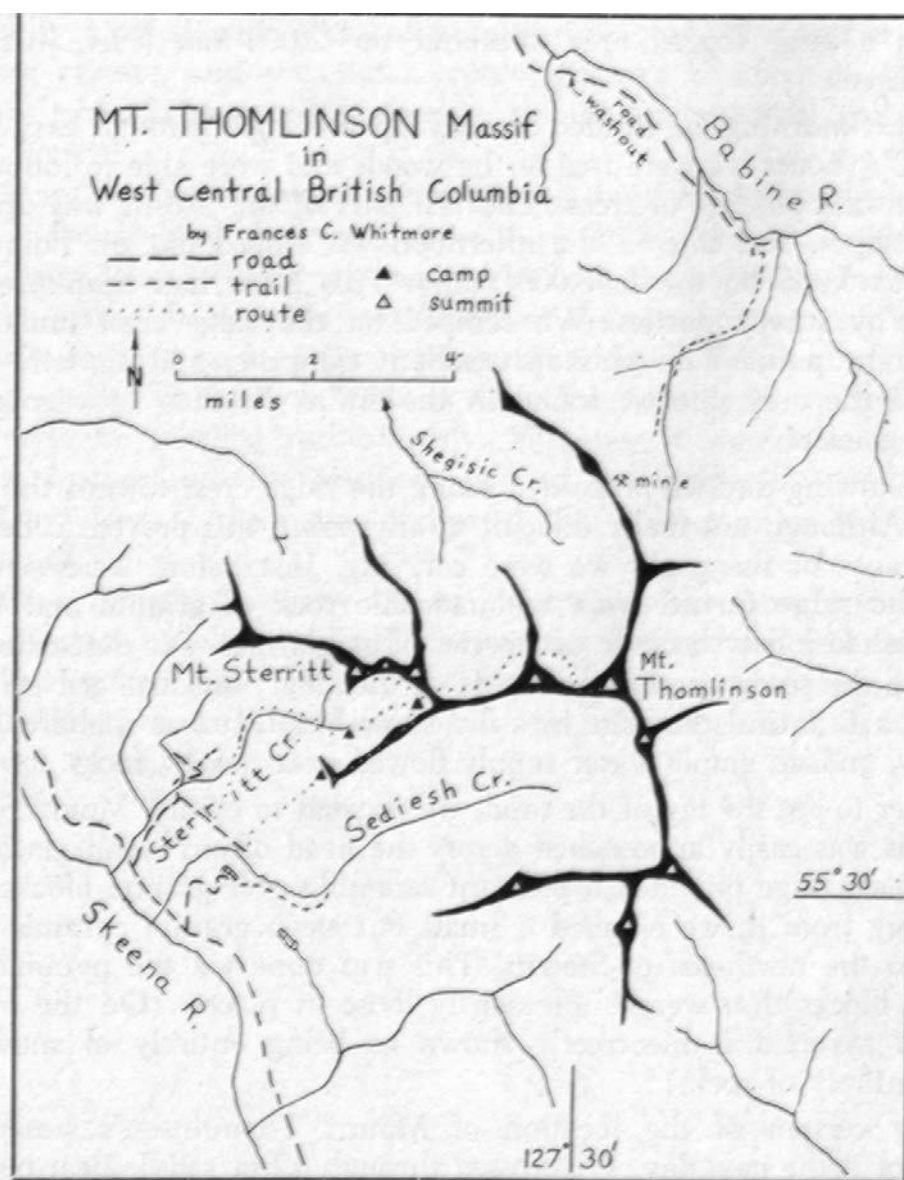 MT. THOMLINSON Massif
in
West Central British Columbia
by Frances C. Whitmore
road
trail
route
camp
summit
N
0 2 4
miles
road
washout
Babine R.
Shegisic Cr.
mine
Mt. Sterritt
Mt.
Thomlinson
Sterritt Cr.
Sediesh Cr.
Skeena R.
55° 30'
127° 30'